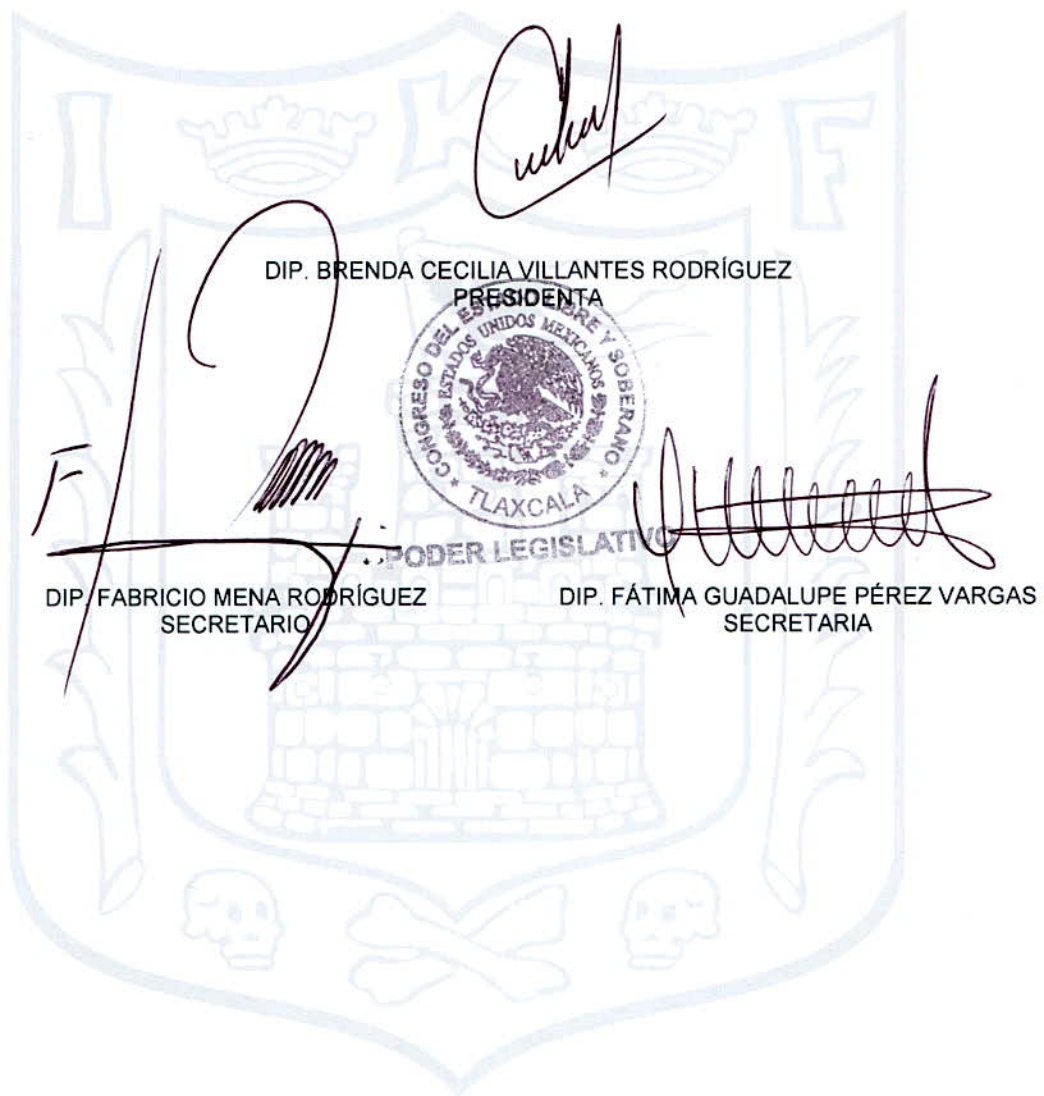 I K F
DIP. BRENDA CECILIA VILLANTES RODRÍGUEZ
PRESIDENTA
CONGRESO DEL ESTADO LIBRE Y SOBERANO
ESTADOS UNIDOS MEXICANOS
TLAXCALA
PODER LEGISLATIVO
DIP. FABRICIO MENA RODRÍGUEZ
SECRETARIO
DIP. FÁTIMA GUADALUPE PÉREZ VARGAS
SECRETARIA